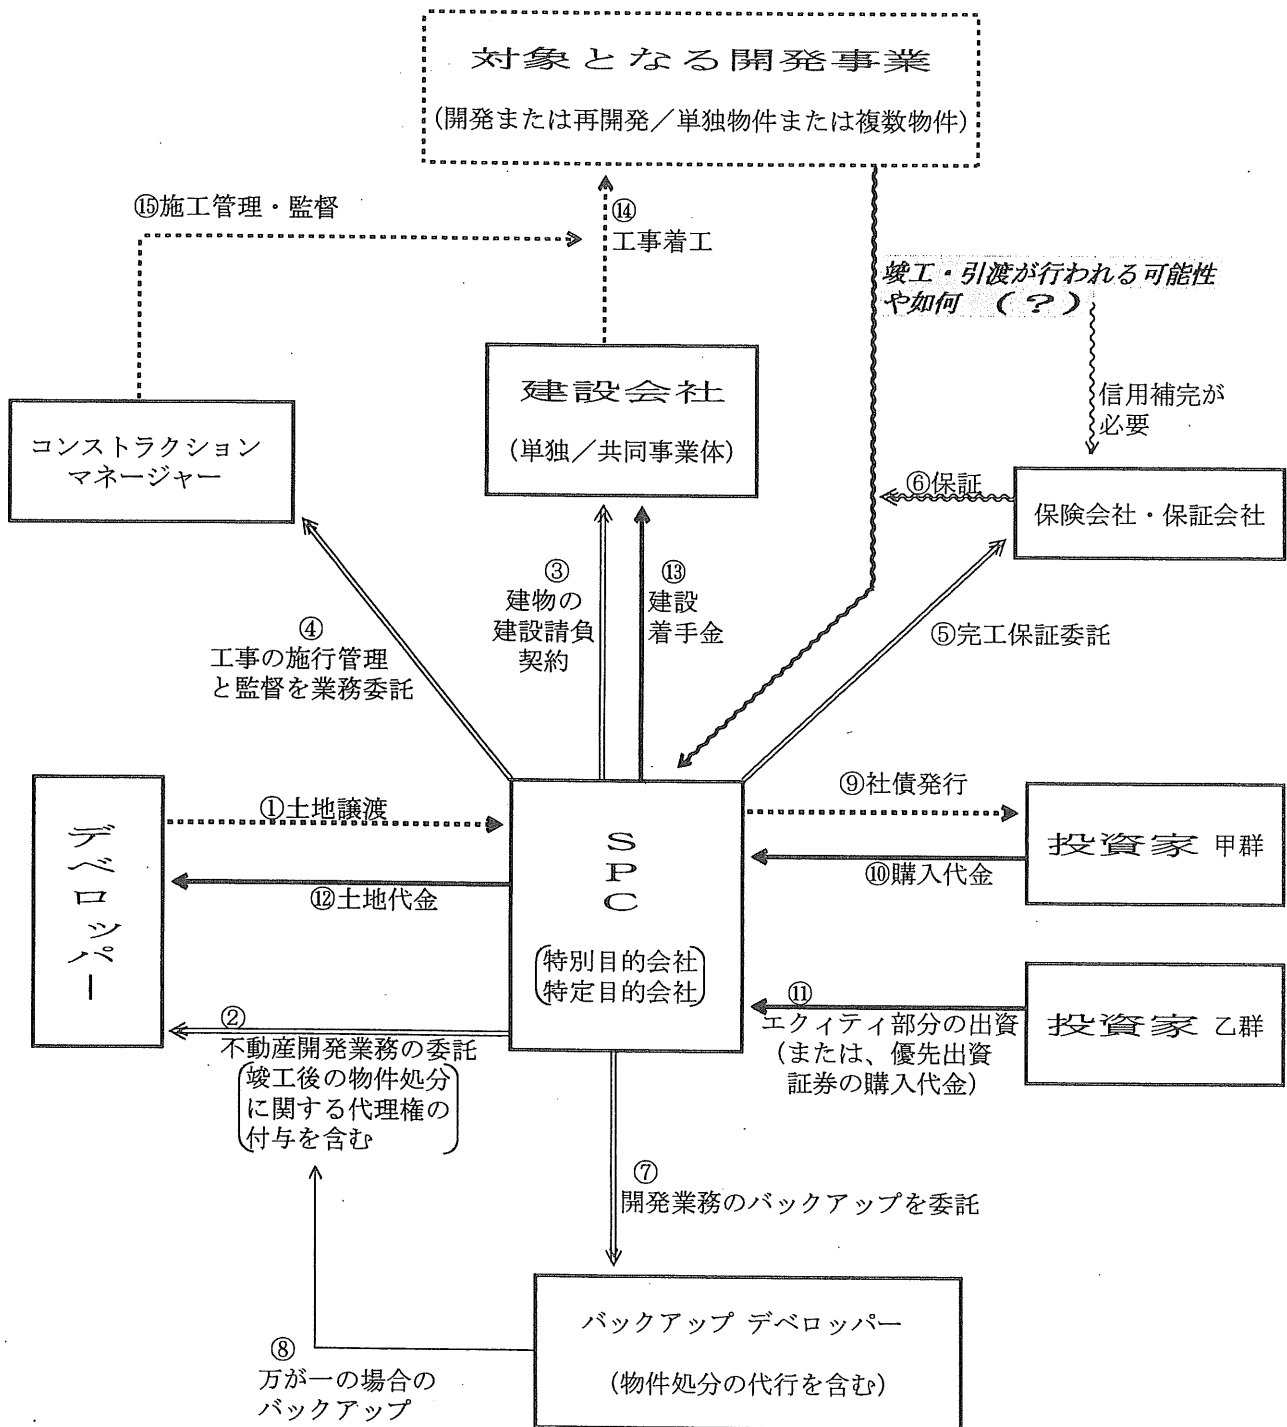 対象となる開発事業
(開発または再開発／単独物件または複数物件)
⑮施工管理・監督
⑭
工事着工
竣工・引渡が行われる可能性
や如何 (？)
建設会社
(単独／共同事業体)
信用補完が
必要
コンストラクション
マネージャー
⑥保証
保険会社・保証会社
③
建物の
建設請負
契約
⑬
建設
着手金
④
工事の施行管理
と監督を業務委託
⑤完工保証委託
デベロッパー
①土地譲渡
⑫土地代金
SPC
特別目的会社
特定目的会社
⑨社債発行
⑩購入代金
投資家 甲群
⑪
エクィティ部分の出資
(または、優先出資
証券の購入代金)
投資家 乙群
②
不動産開発業務の委託
竣工後の物件処分
に関する代理権の
付与を含む
⑦
開発業務のバックアップを委託
バックアップ デベロッパー
(物件処分の代行を含む)
⑧
万が一の場合の
バックアップ